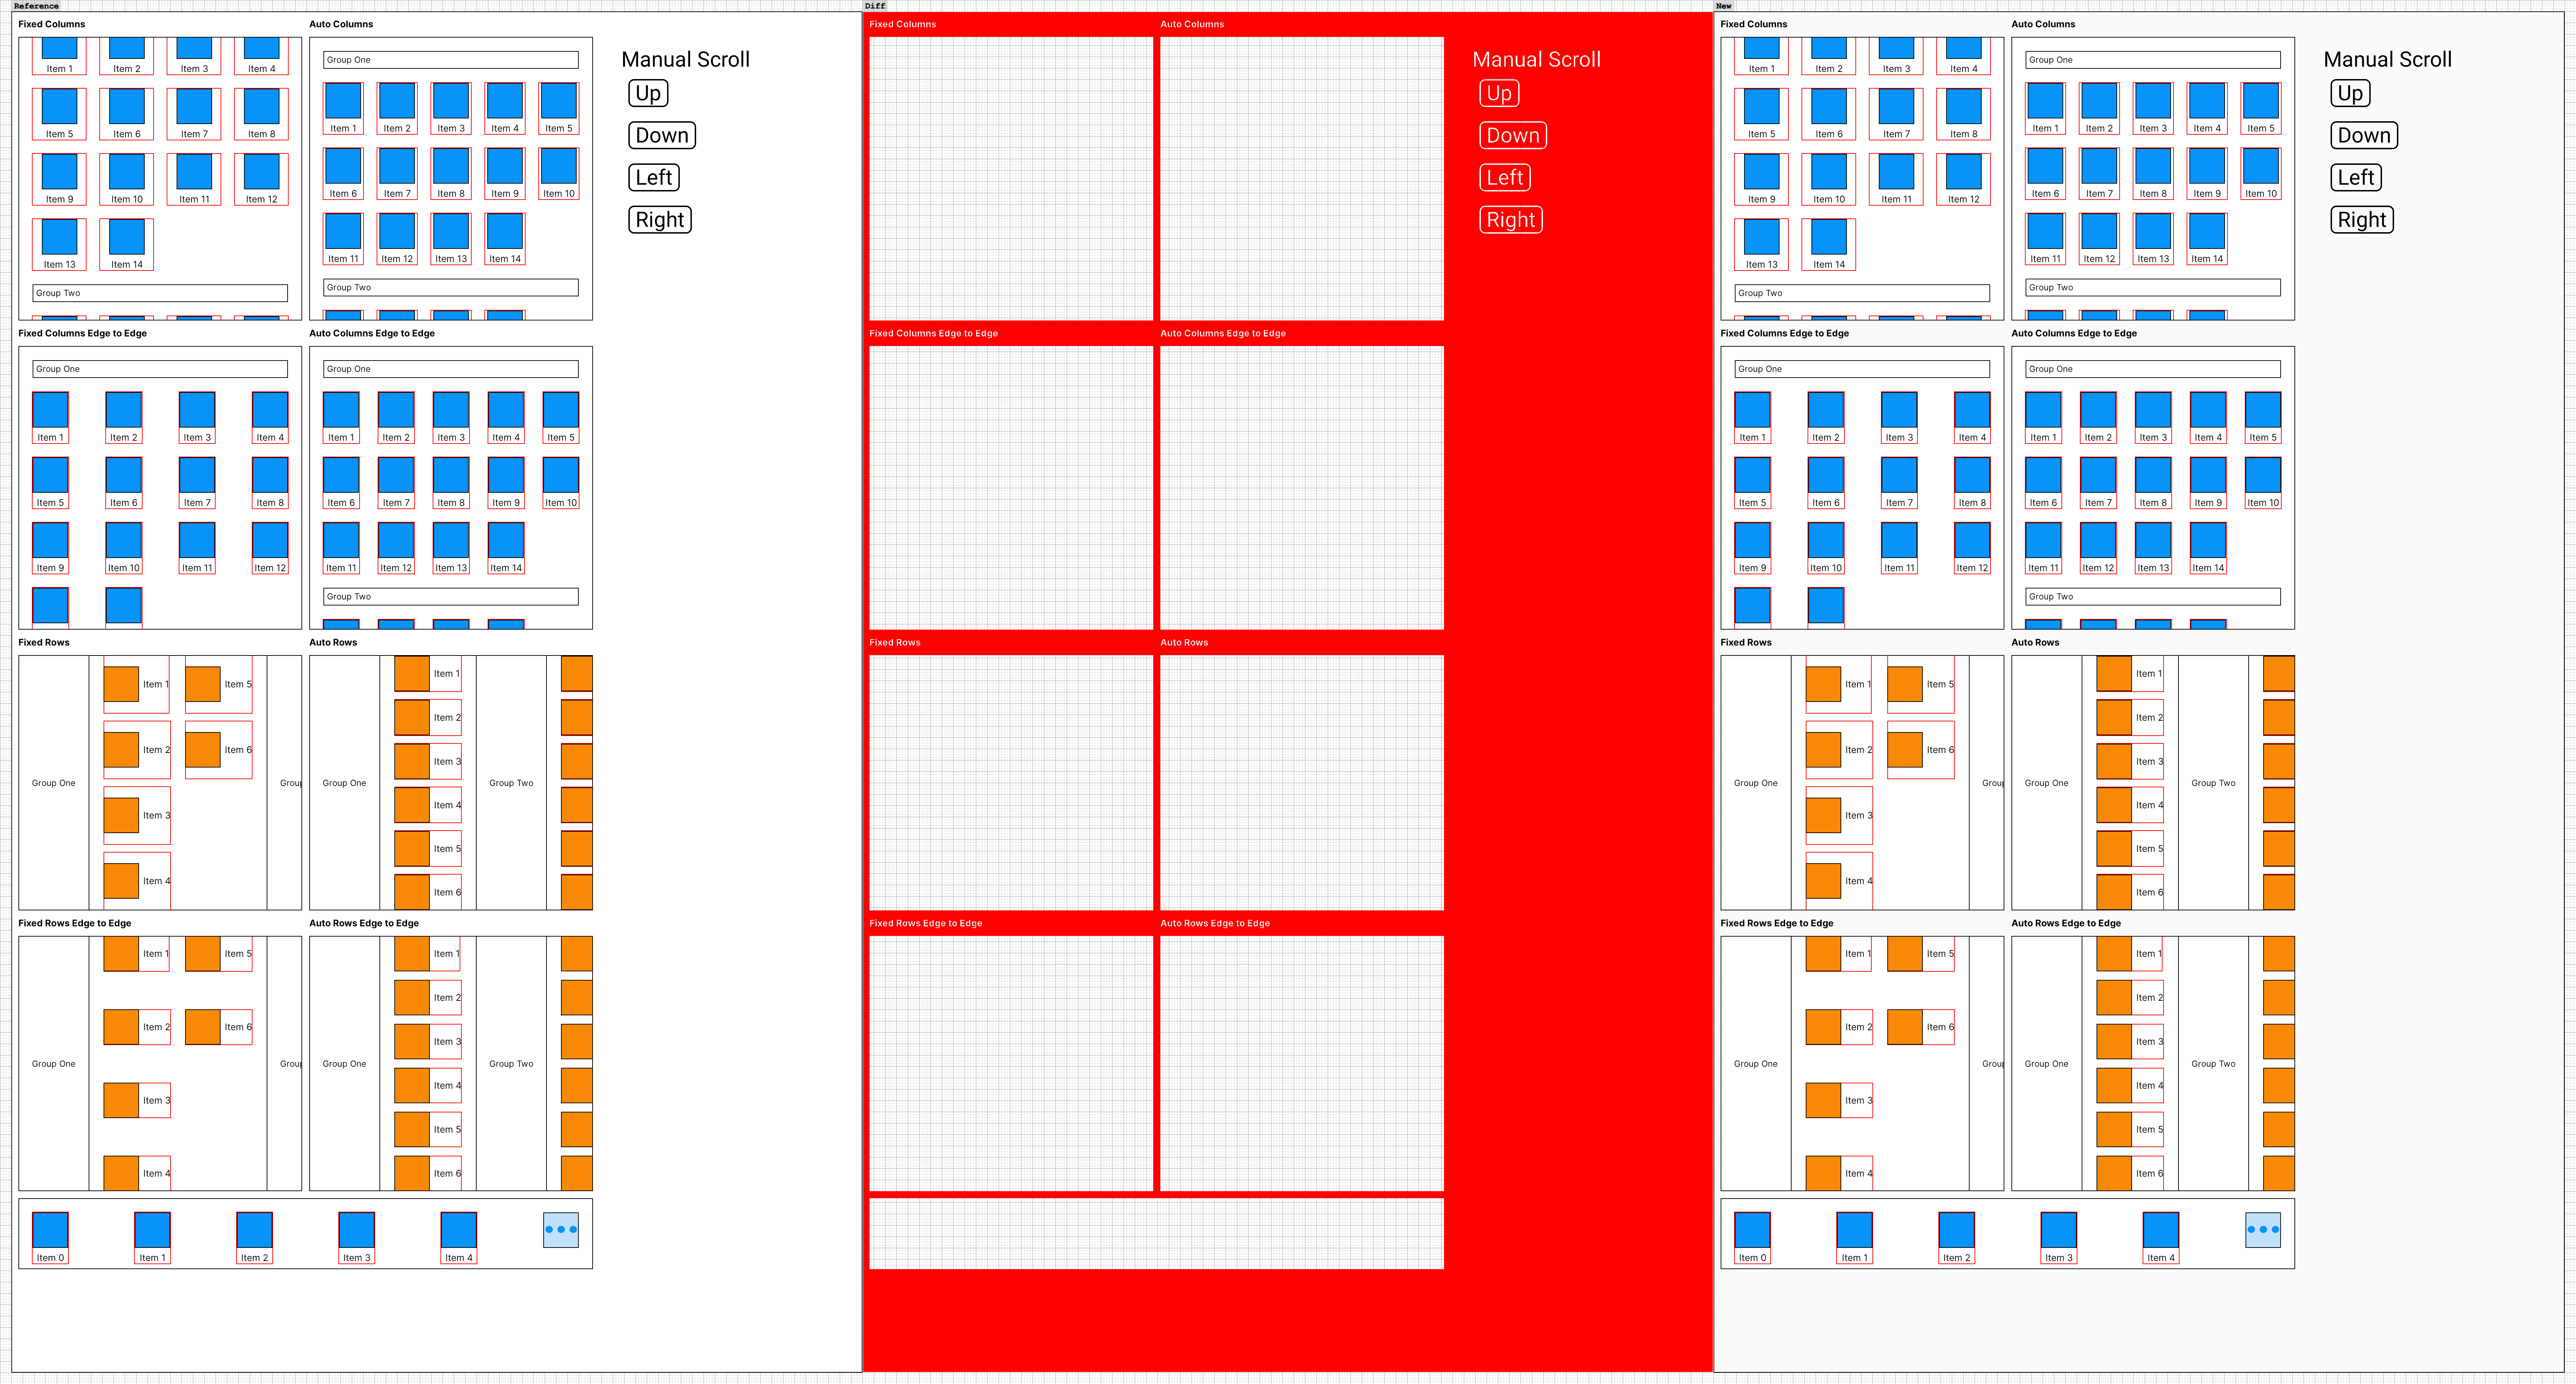 Reference
Fixed Columns
Auto Columns
Item 1 Item 2 Item 3 Item 4
Item 5 Item 6 Item 7 Item 8
Item 9 Item 10 Item 11 Item 12
Item 13 Item 14
Group Two
Group One
Item 1 Item 2 Item 3 Item 4 Item 5
Item 6 Item 7 Item 8 Item 9 Item 10
Item 11 Item 12 Item 13 Item 14
Group Two
Manual Scroll
Up
Down
Left
Right
Fixed Columns Edge to Edge
Auto Columns Edge to Edge
Group One
Item 1 Item 2 Item 3 Item 4
Item 5 Item 6 Item 7 Item 8
Item 9 Item 10 Item 11 Item 12
Group One
Item 1 Item 2 Item 3 Item 4 Item 5
Item 6 Item 7 Item 8 Item 9 Item 10
Item 11 Item 12 Item 13 Item 14
Group Two
Fixed Rows
Auto Rows
Group One
Item 1 Item 5
Item 2 Item 6
Item 3
Item 4
Group One
Item 1
Item 2
Item 3
Item 4
Item 5
Item 6
Group Two
Fixed Rows Edge to Edge
Auto Rows Edge to Edge
Group One
Item 1 Item 5
Item 2 Item 6
Item 3
Item 4
Group One
Item 1
Item 2
Item 3
Item 4
Item 5
Item 6
Group Two
Item 0 Item 1 Item 2 Item 3 Item 4
Diff
Fixed Columns
Auto Columns
Manual Scroll
Up
Down
Left
Right
Fixed Columns Edge to Edge
Auto Columns Edge to Edge
Fixed Rows
Auto Rows
Fixed Rows Edge to Edge
Auto Rows Edge to Edge
New
Fixed Columns
Auto Columns
Item 1 Item 2 Item 3 Item 4
Item 5 Item 6 Item 7 Item 8
Item 9 Item 10 Item 11 Item 12
Item 13 Item 14
Group Two
Group One
Item 1 Item 2 Item 3 Item 4 Item 5
Item 6 Item 7 Item 8 Item 9 Item 10
Item 11 Item 12 Item 13 Item 14
Group Two
Manual Scroll
Up
Down
Left
Right
Fixed Columns Edge to Edge
Auto Columns Edge to Edge
Group One
Item 1 Item 2 Item 3 Item 4
Item 5 Item 6 Item 7 Item 8
Item 9 Item 10 Item 11 Item 12
Group One
Item 1 Item 2 Item 3 Item 4 Item 5
Item 6 Item 7 Item 8 Item 9 Item 10
Item 11 Item 12 Item 13 Item 14
Group Two
Fixed Rows
Auto Rows
Group One
Item 1 Item 5
Item 2 Item 6
Item 3
Item 4
Group One
Item 1
Item 2
Item 3
Item 4
Item 5
Item 6
Group Two
Fixed Rows Edge to Edge
Auto Rows Edge to Edge
Group One
Item 1 Item 5
Item 2 Item 6
Item 3
Item 4
Group One
Item 1
Item 2
Item 3
Item 4
Item 5
Item 6
Group Two
Item 0 Item 1 Item 2 Item 3 Item 4